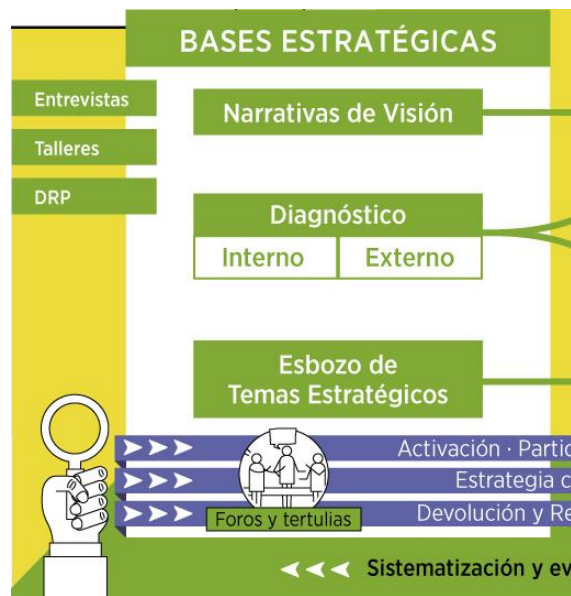 BASES ESTRATÉGICAS
Entrevistas
Talleres
DRP
Narrativas de Visión
Diagnóstico
Interno
Externo
Esbozo de
Temas Estratégicos
Activación · Partic
Estrategia c
Devolución y Re
Foros y tertulias
Sistematización y ev